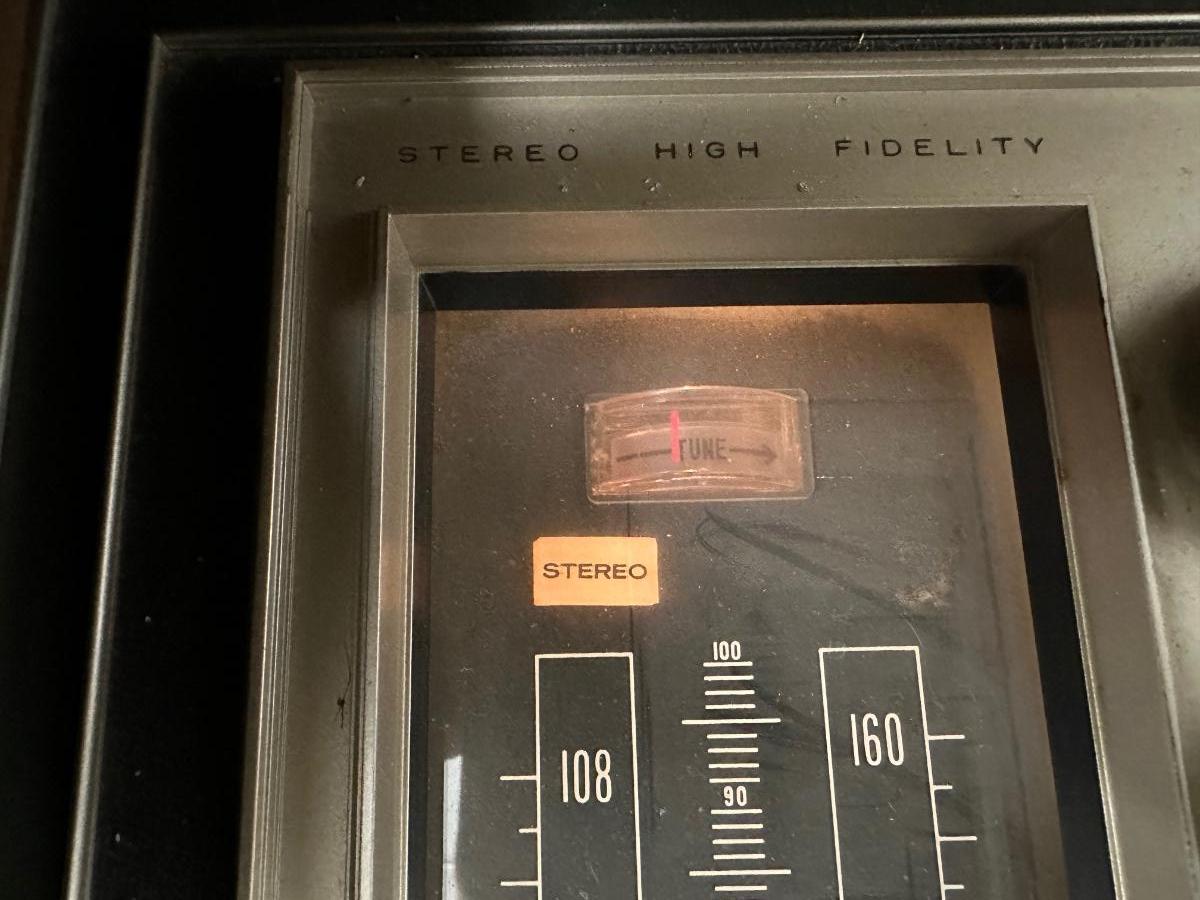 STEREO HIGH FIDELITY
TUNE
STEREO
100
108
160
90